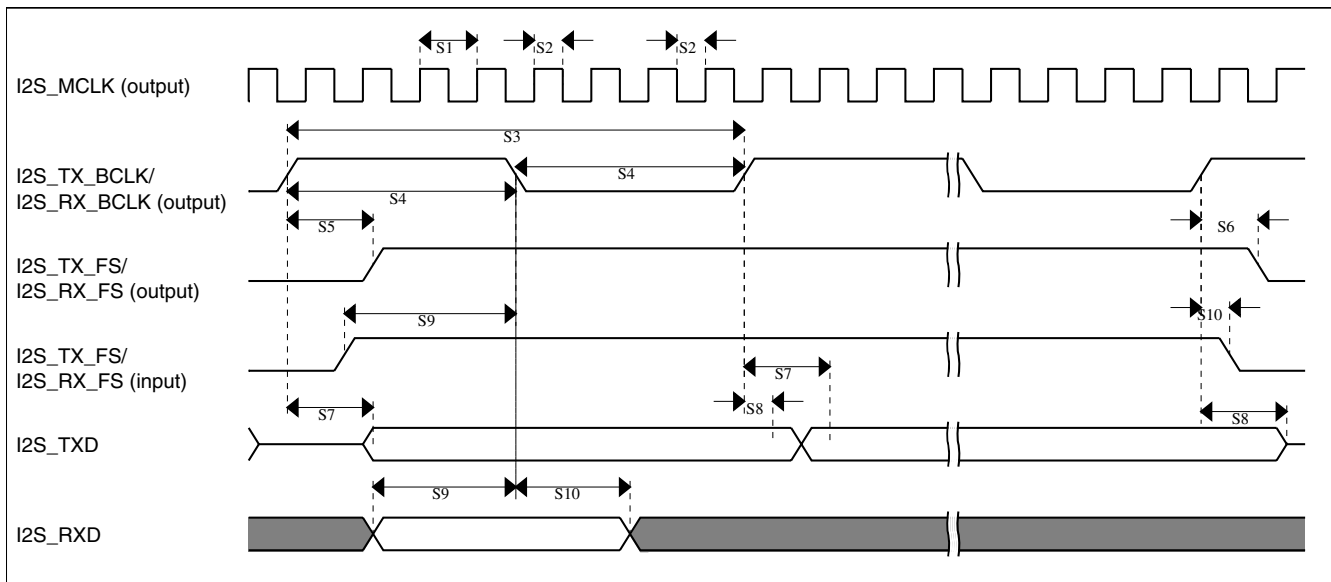 S1
S2
S2
I2S_MCLK (output)
S3
I2S_TX_BCLK/
I2S_RX_BCLK (output)
S4
S4
S5
S6
I2S_TX_FS/
I2S_RX_FS (output)
S9
S10
I2S_TX_FS/
I2S_RX_FS (input)
S7
S7
S8
S8
I2S_TXD
S9
S10
I2S_RXD